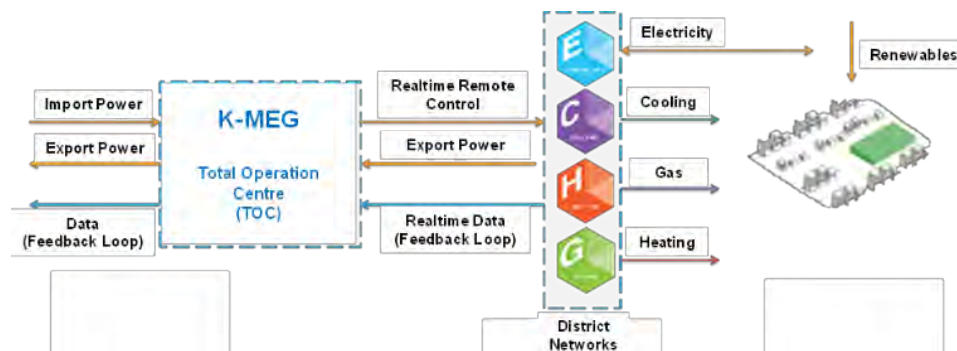 Import Power
Export Power
Data
(Feedback Loop)
K-MEG
Total Operation
Centre
(TOC)
Realtime Remote
Control
Export Power
Realtime Data
(Feedback Loop)
E
C
H
G
District
Networks
Electricity
Cooling
Gas
Heating
Renewables